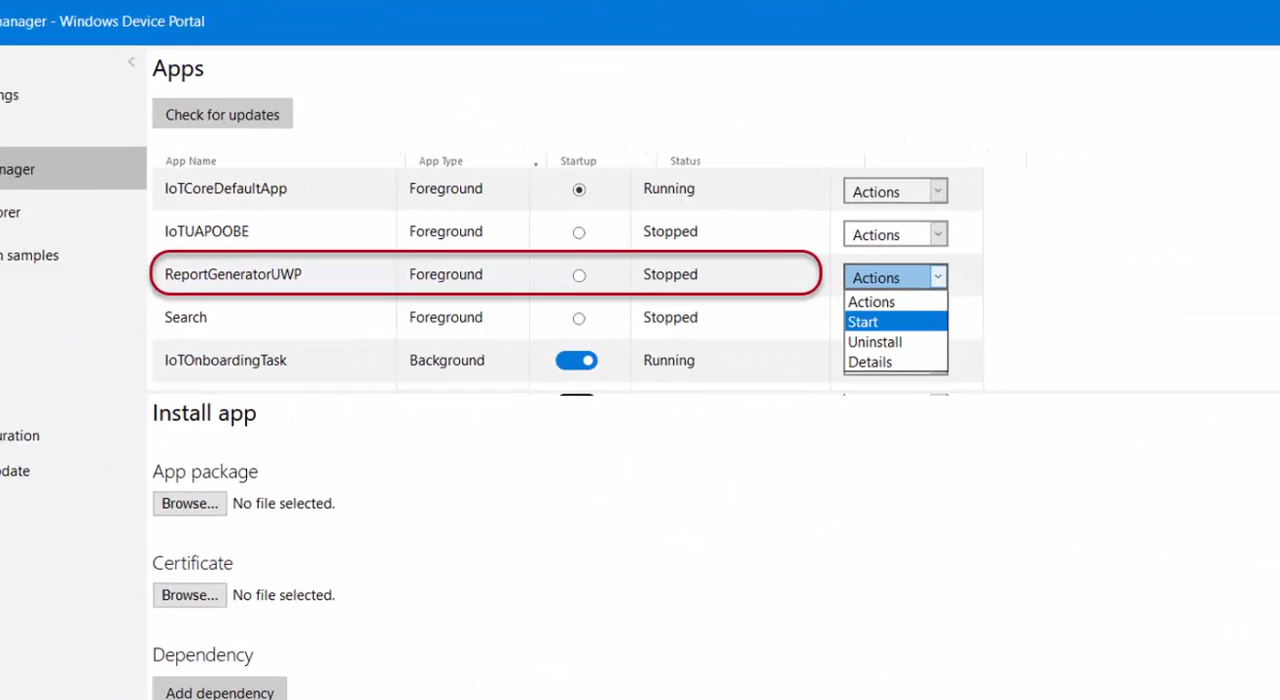 anager - Windows Device Portal
ngs
nager
orer
n samples
uration
pdate
Apps
Check for updates
App Name App Type Startup Status
IoTCoreDefaultApp Foreground Running Actions
IoTUAPOOBE Foreground Stopped Actions
ReportGeneratorUWP Foreground Stopped Actions
Actions
Search Foreground Stopped Start
Uninstall
IoTOnboardingTask Background Running Details
Install app
App package
Browse... No file selected.
Certificate
Browse... No file selected.
Dependency
Add dependency